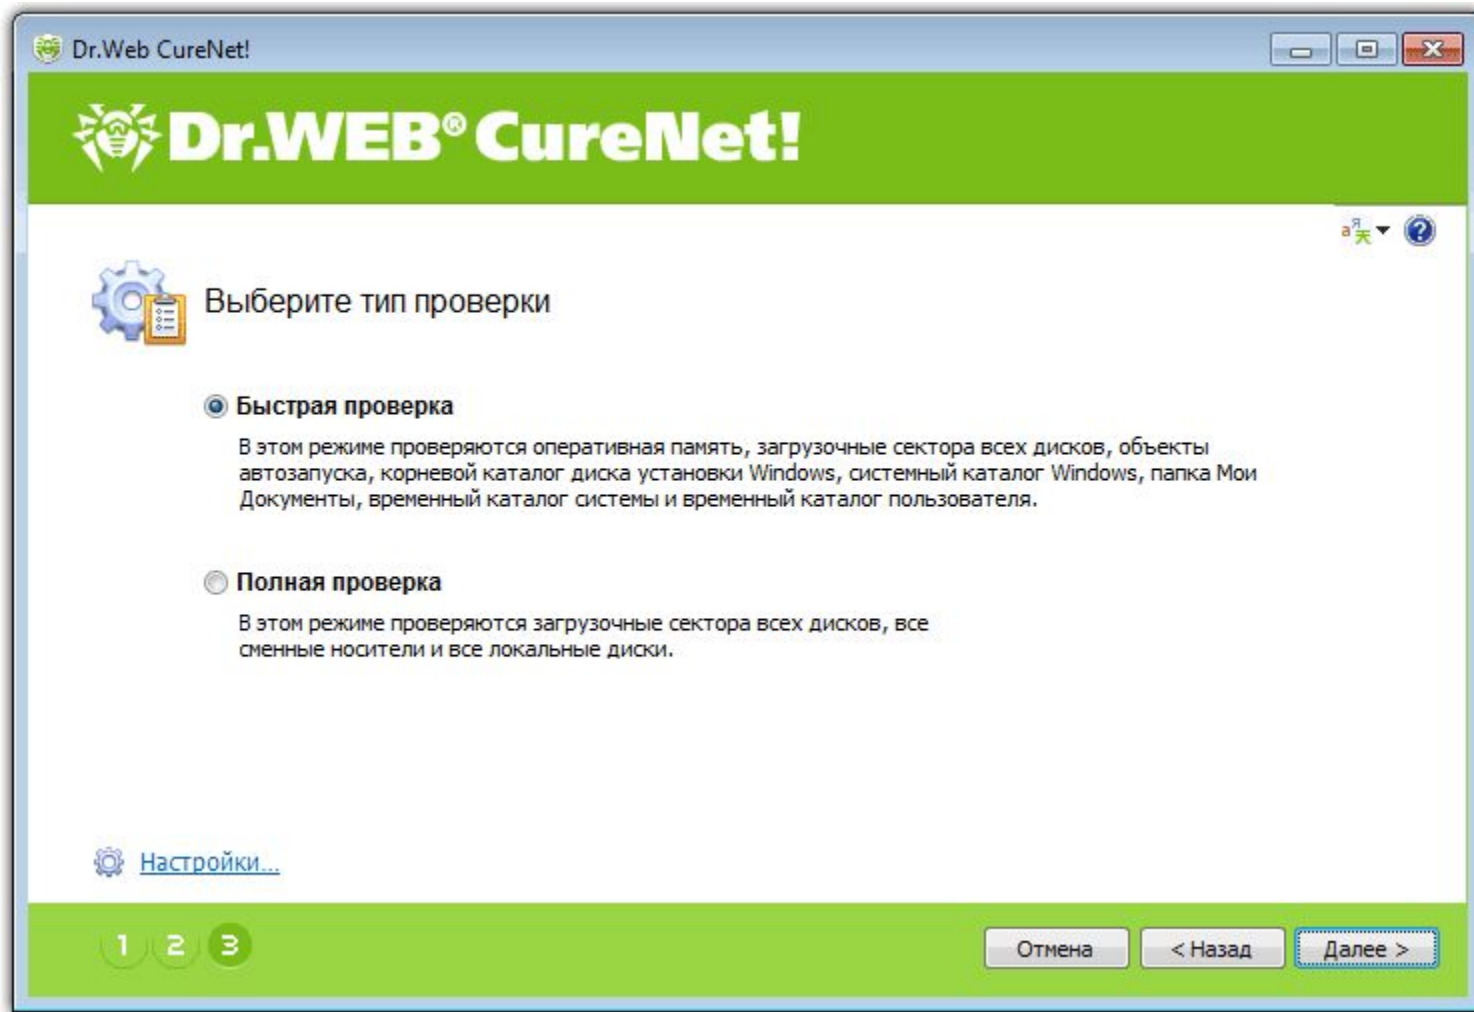 Dr.Web CureNet!
Dr.WEB® CureNet!
aя天
Выберите тип проверки
Быстрая проверка
В этом режиме проверяются оперативная память, загрузочные сектора всех дисков, объекты
автозапуска, корневой каталог диска установки Windows, системный каталог Windows, папка Мои
Документы, временный каталог системы и временный каталог пользователя.
Полная проверка
В этом режиме проверяются загрузочные сектора всех дисков, все
сменные носители и все локальные диски.
Настройки...
1 2 3 Отмена < Назад Далее >